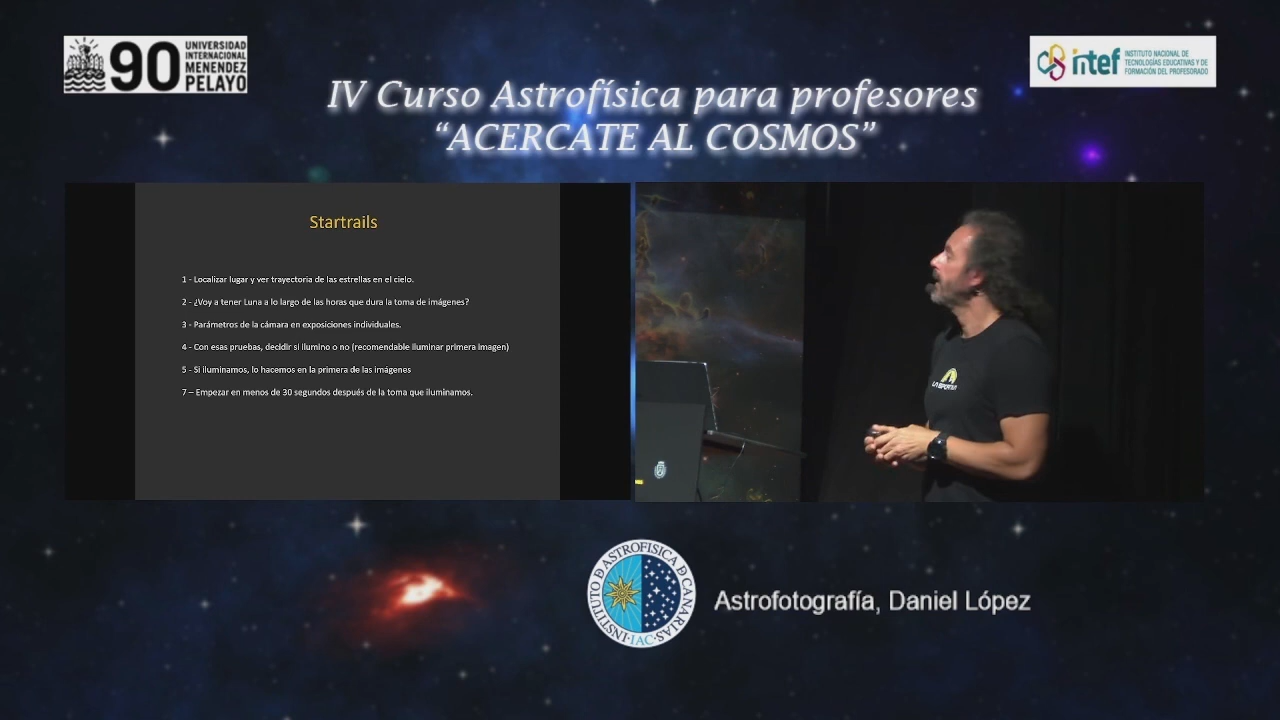 90
UNIVERSIDAD
INTERNACIONAL
MENENDEZ
PELAYO
intef
INSTITUTO NACIONAL DE
TECNOLOGÍAS EDUCATIVAS Y DE
FORMACIÓN DEL PROFESORADO
IV Curso Astrofísica para profesores
“ACERCATE AL COSMOS”
Startrails
1 - Localizar lugar y ver trayectoria de las estrellas en el cielo.
2 - ¿Voy a tener Luna a lo largo de las horas que dura la toma de imágenes?
3 - Parámetros de la cámara en exposiciones individuales.
4 - Con esas pruebas, decidir si ilumino o no (recomendable iluminar primera imagen)
5 - Si iluminamos, lo hacemos en la primera de las imágenes
7 – Empezar en menos de 30 segundos después de la toma que iluminamos.
LA SPORTIVA
INSTITUTO D ASTROFISICA D CANARIAS
·IAC·
Astrofotografía, Daniel López